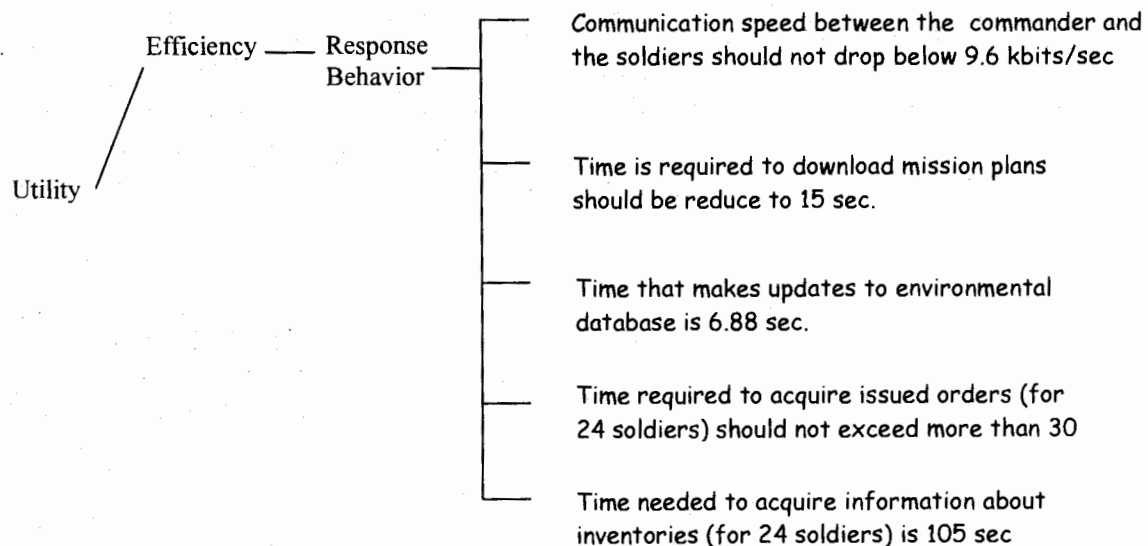 Communication speed between the commander and
the soldiers should not drop below 9.6 kbits/sec
Efficiency
Response
Behavior
Time is required to download mission plans
should be reduce to 15 sec.
Utility
Time that makes updates to environmental
database is 6.88 sec.
Time required to acquire issued orders (for
24 soldiers) should not exceed more than 30
Time needed to acquire information about
inventories (for 24 soldiers) is 105 sec